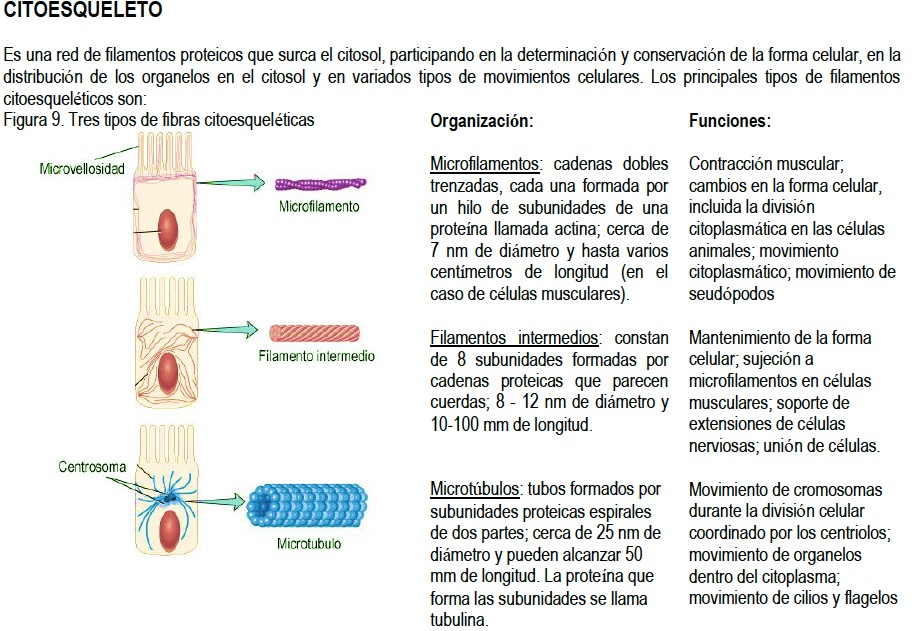 CITOESQUELETO
Es una red de filamentos proteicos que surca el citosol, participando en la determinación y conservación de la forma celular, en la
distribución de los organelos en el citosol y en variados tipos de movimientos celulares. Los principales tipos de filamentos
citoesqueléticos son:
Figura 9. Tres tipos de fibras citoesqueléticas
Microvellosidad
Microfilamento
Filamento intermedio
Centrosoma
Microtubulo
Organización:
Microfilamentos: cadenas dobles
trenzadas, cada una formada por
un hilo de subunidades de una
proteína llamada actina; cerca de
7 nm de diámetro y hasta varios
centímetros de longitud (en el
caso de células musculares).
Filamentos intermedios: constan
de 8 subunidades formadas por
cadenas proteicas que parecen
cuerdas; 8 - 12 nm de diámetro y
10-100 mm de longitud.
Microtúbulos: tubos formados por
subunidades proteicas espirales
de dos partes; cerca de 25 nm de
diámetro y pueden alcanzar 50
mm de longitud. La proteína que
forma las subunidades se llama
tubulina.
Funciones:
Contracción muscular;
cambios en la forma celular,
incluida la división
citoplasmática en las células
animales; movimiento
citoplasmático; movimiento de
seudópodos
Mantenimiento de la forma
celular; sujeción a
microfilamentos en células
musculares; soporte de
extensiones de células
nerviosas; unión de células.
Movimiento de cromosomas
durante la división celular
coordinado por los centriolos;
movimiento de organelos
dentro del citoplasma;
movimiento de cilios y flagelos